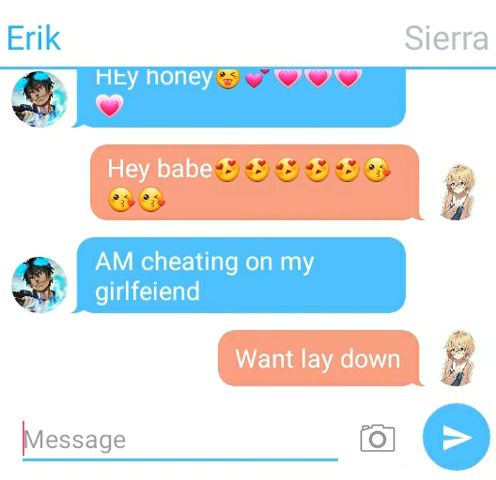 Erik
Sierra
HEy honey😜💕💗💗💗
💗
Hey babe😍😍😍😍😍😘
😘😘
AM cheating on my
girlfeiend
Want lay down
Message